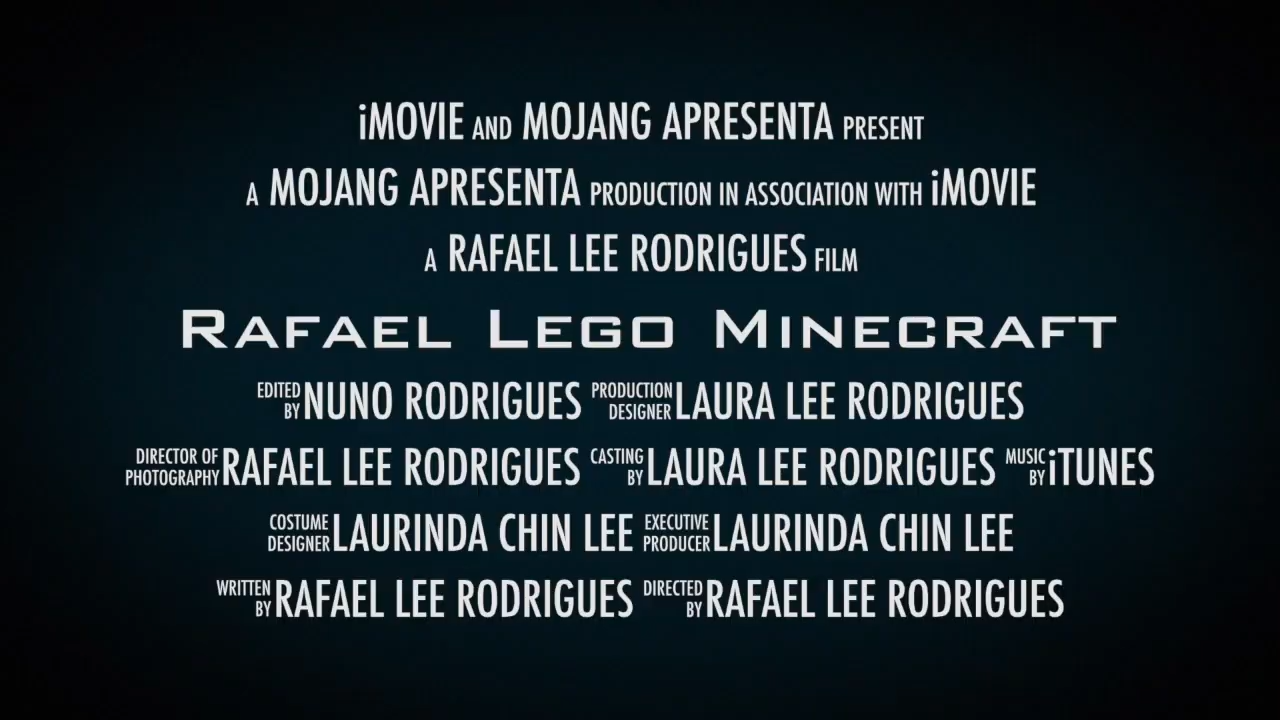 iMOVIE AND MOJANG APRESENTA PRESENT
A MOJANG APRESENTA PRODUCTION IN ASSOCIATION WITH iMOVIE
A RAFAEL LEE RODRIGUES FILM
RAFAEL LEGO MINECRAFT
EDITED BY NUNO RODRIGUES PRODUCTION DESIGNER LAURA LEE RODRIGUES
DIRECTOR OF PHOTOGRAPHY RAFAEL LEE RODRIGUES CASTING BY LAURA LEE RODRIGUES MUSIC BY iTUNES
COSTUME DESIGNER LAURINDA CHIN LEE EXECUTIVE PRODUCER LAURINDA CHIN LEE
WRITTEN BY RAFAEL LEE RODRIGUES DIRECTED BY RAFAEL LEE RODRIGUES